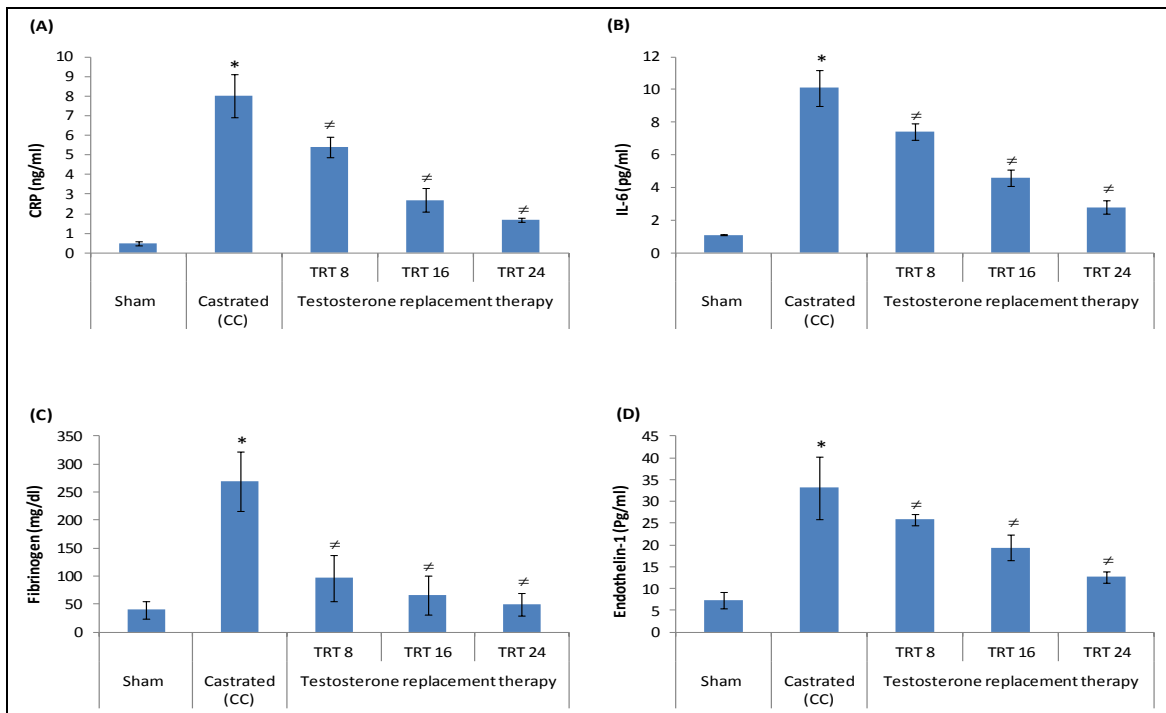 (A)
CRP (ng/ml)
10
9
8
7
6
5
4
3
2
1
0
*
≠
≠
≠
TRT 8 TRT 16 TRT 24
Sham Castrated Testosterone replacement therapy
(CC)
(B)
IL-6 (pg/ml)
12
10
8
6
4
2
0
*
≠
≠
≠
TRT 8 TRT 16 TRT 24
Sham Castrated Testosterone replacement therapy
(CC)
(C)
Fibrinogen (mg/dl)
350
300
250
200
150
100
50
0
*
≠
≠
≠
TRT 8 TRT 16 TRT 24
Sham Castrated Testosterone replacement therapy
(CC)
(D)
Endothelin-1 (Pg/ml)
45
40
35
30
25
20
15
10
5
0
*
≠
≠
≠
TRT 8 TRT 16 TRT 24
Sham Castrated Testosterone replacement therapy
(CC)